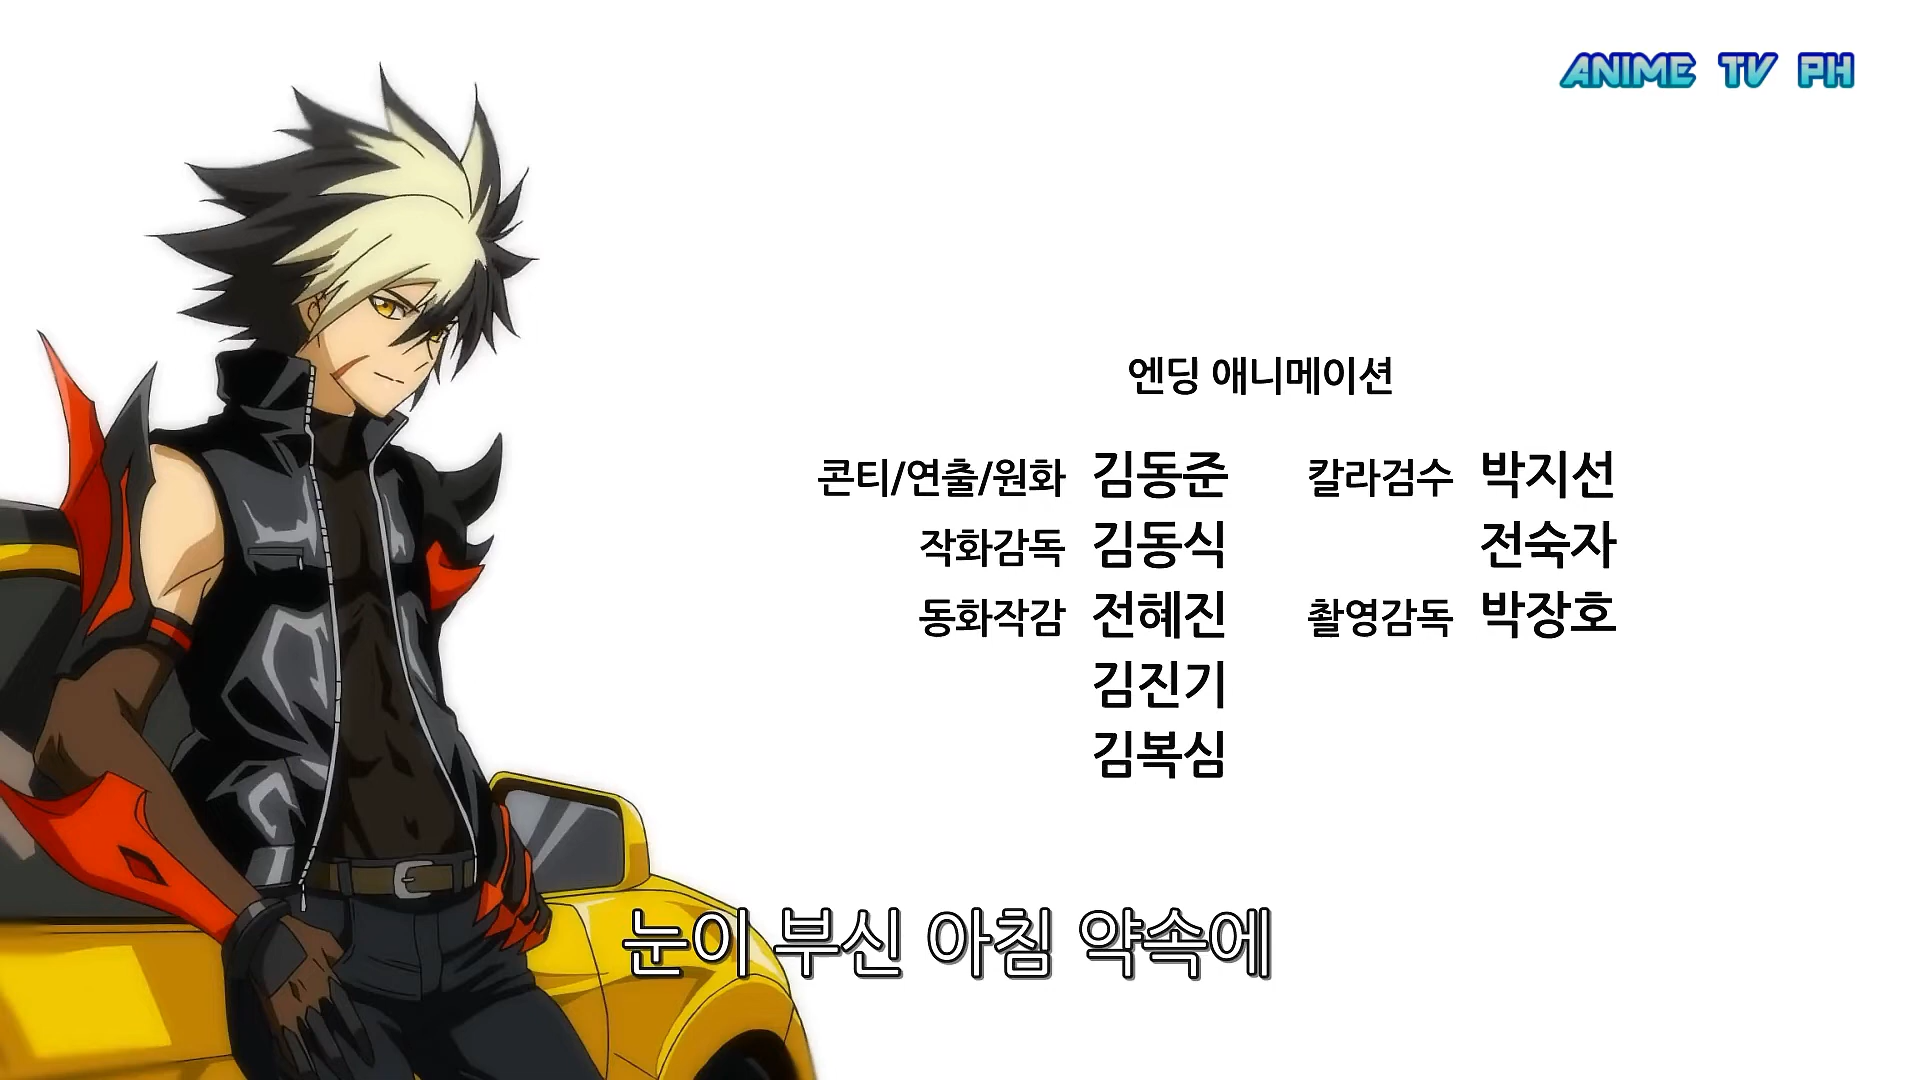 ANIME TV PH
엔딩 애니메이션
콘티/연출/원화 김동준 칼라검수 박지선
작화감독 김동식 전숙자
동화작감 전혜진 촬영감독 박장호
김진기
김복심
눈이 부신 아침 약속에